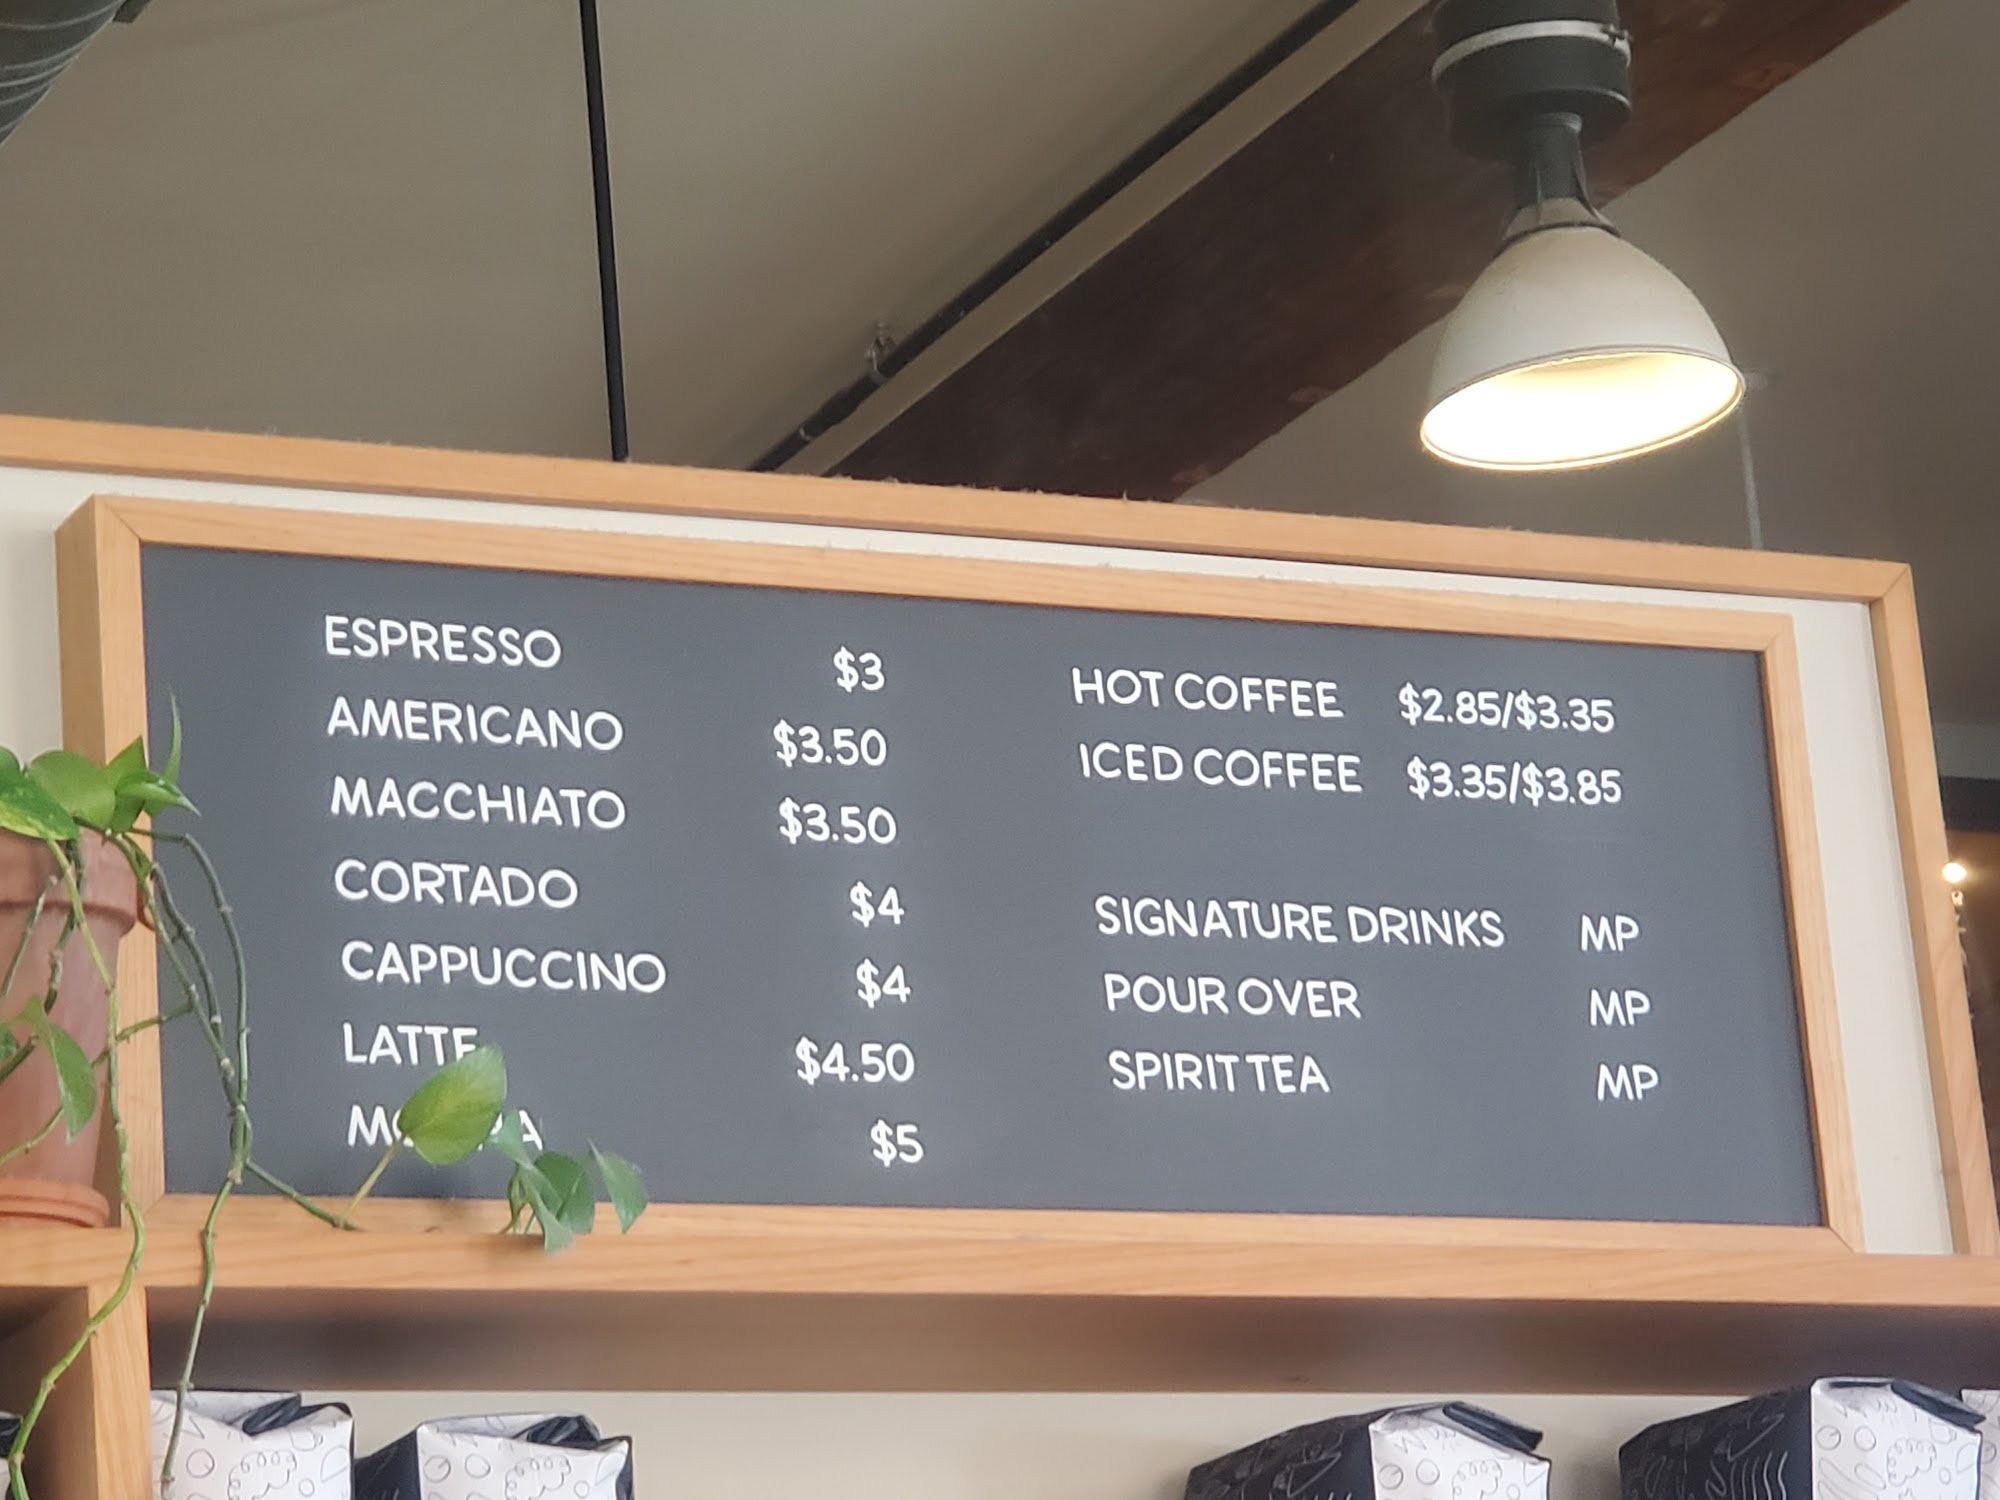 ESPRESSO $3
AMERICANO $3.50
MACCHIATO $3.50
CORTADO $4
CAPPUCCINO $4
LATTE $4.50
$5
HOT COFFEE $2.85/$3.35
ICED COFFEE $3.35/$3.85
SIGNATURE DRINKS MP
POUR OVER MP
SPIRIT TEA MP